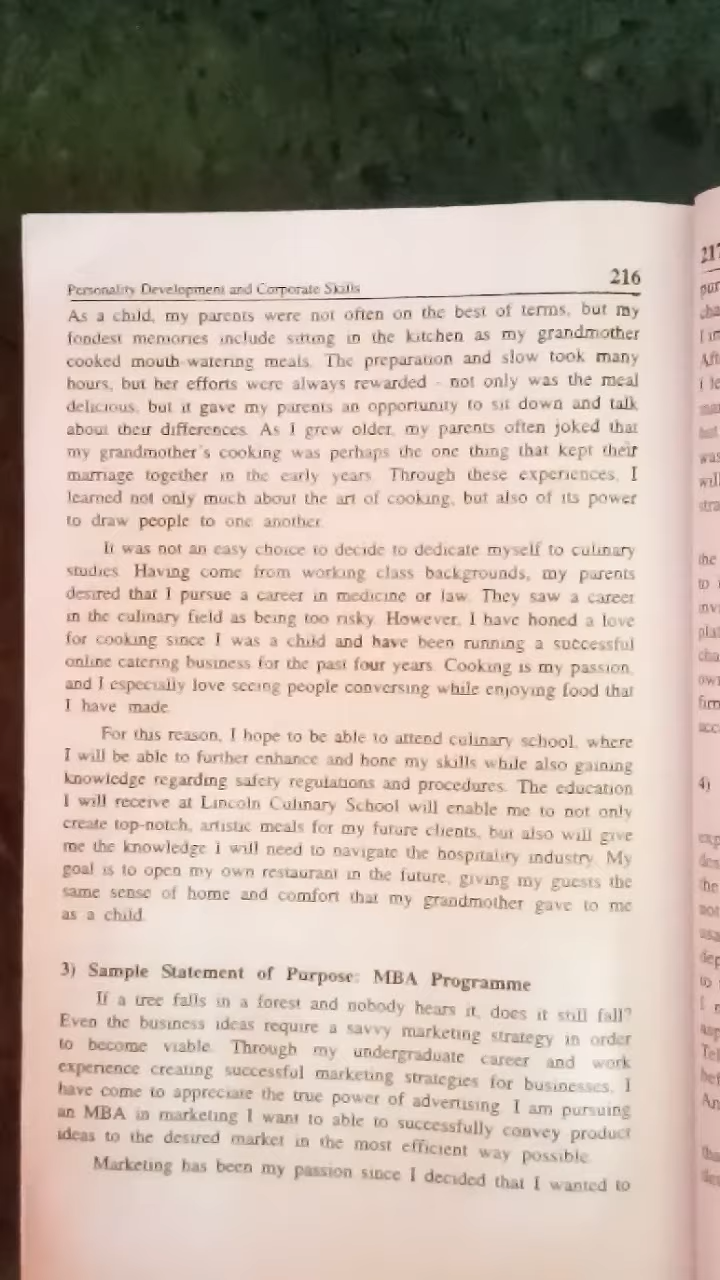 Personality Development and Corporate Skills 216
As a child, my parents were not often on the best of terms, but my
fondest memories include sitting in the kitchen as my grandmother
cooked mouth-watering meals. The preparation and slow took many
hours, but her efforts were always rewarded - not only was the meal
delicious, but it gave my parents an opportunity to sit down and talk
about their differences. As I grew older, my parents often joked that
my grandmother's cooking was perhaps the one thing that kept their
marriage together in the early years. Through these experiences, I
learned not only much about the art of cooking, but also of its power
to draw people to one another.
It was not an easy choice to decide to dedicate myself to culinary
studies. Having come from working class backgrounds, my parents
desired that I pursue a career in medicine or law. They saw a career
in the culinary field as being too risky. However, I have honed a love
for cooking since I was a child and have been running a successful
online catering business for the past four years. Cooking is my passion,
and I especially love seeing people conversing while enjoying food that
I have made.
For this reason, I hope to be able to attend culinary school, where
I will be able to further enhance and hone my skills while also gaining
knowledge regarding safety regulations and procedures. The education
I will receive at Lincoln Culinary School will enable me to not only
create top-notch, artistic meals for my future clients, but also will give
me the knowledge I will need to navigate the hospitality industry. My
goal is to open my own restaurant in the future, giving my guests the
same sense of home and comfort that my grandmother gave to me
as a child.
3) Sample Statement of Purpose: MBA Programme
If a tree falls in a forest and nobody hears it, does it still fall?
Even the business ideas require a savvy marketing strategy in order
to become viable. Through my undergraduate career and work
experience creating successful marketing strategies for businesses, I
have come to appreciate the true power of advertising. I am pursuing
an MBA in marketing I want to able to successfully convey product
ideas to the desired market in the most efficient way possible.
Marketing has been my passion since I decided that I wanted to
217
4)